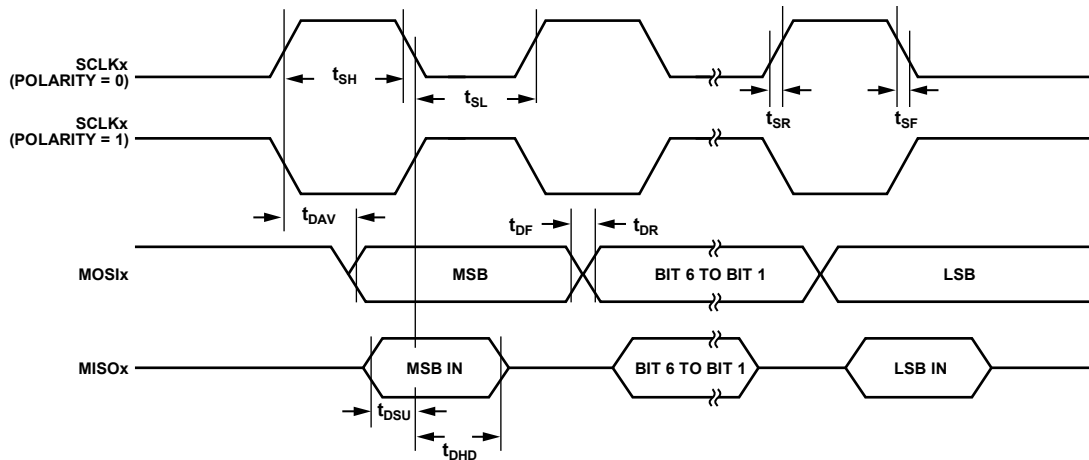 SCLKx
(POLARITY = 0)
tSH
tSL
tSR
tSF
SCLKx
(POLARITY = 1)
tDAV
tDF
tDR
MOSIx
MSB
BIT 6 TO BIT 1
LSB
MISOx
MSB IN
BIT 6 TO BIT 1
LSB IN
tDSU
tDHD